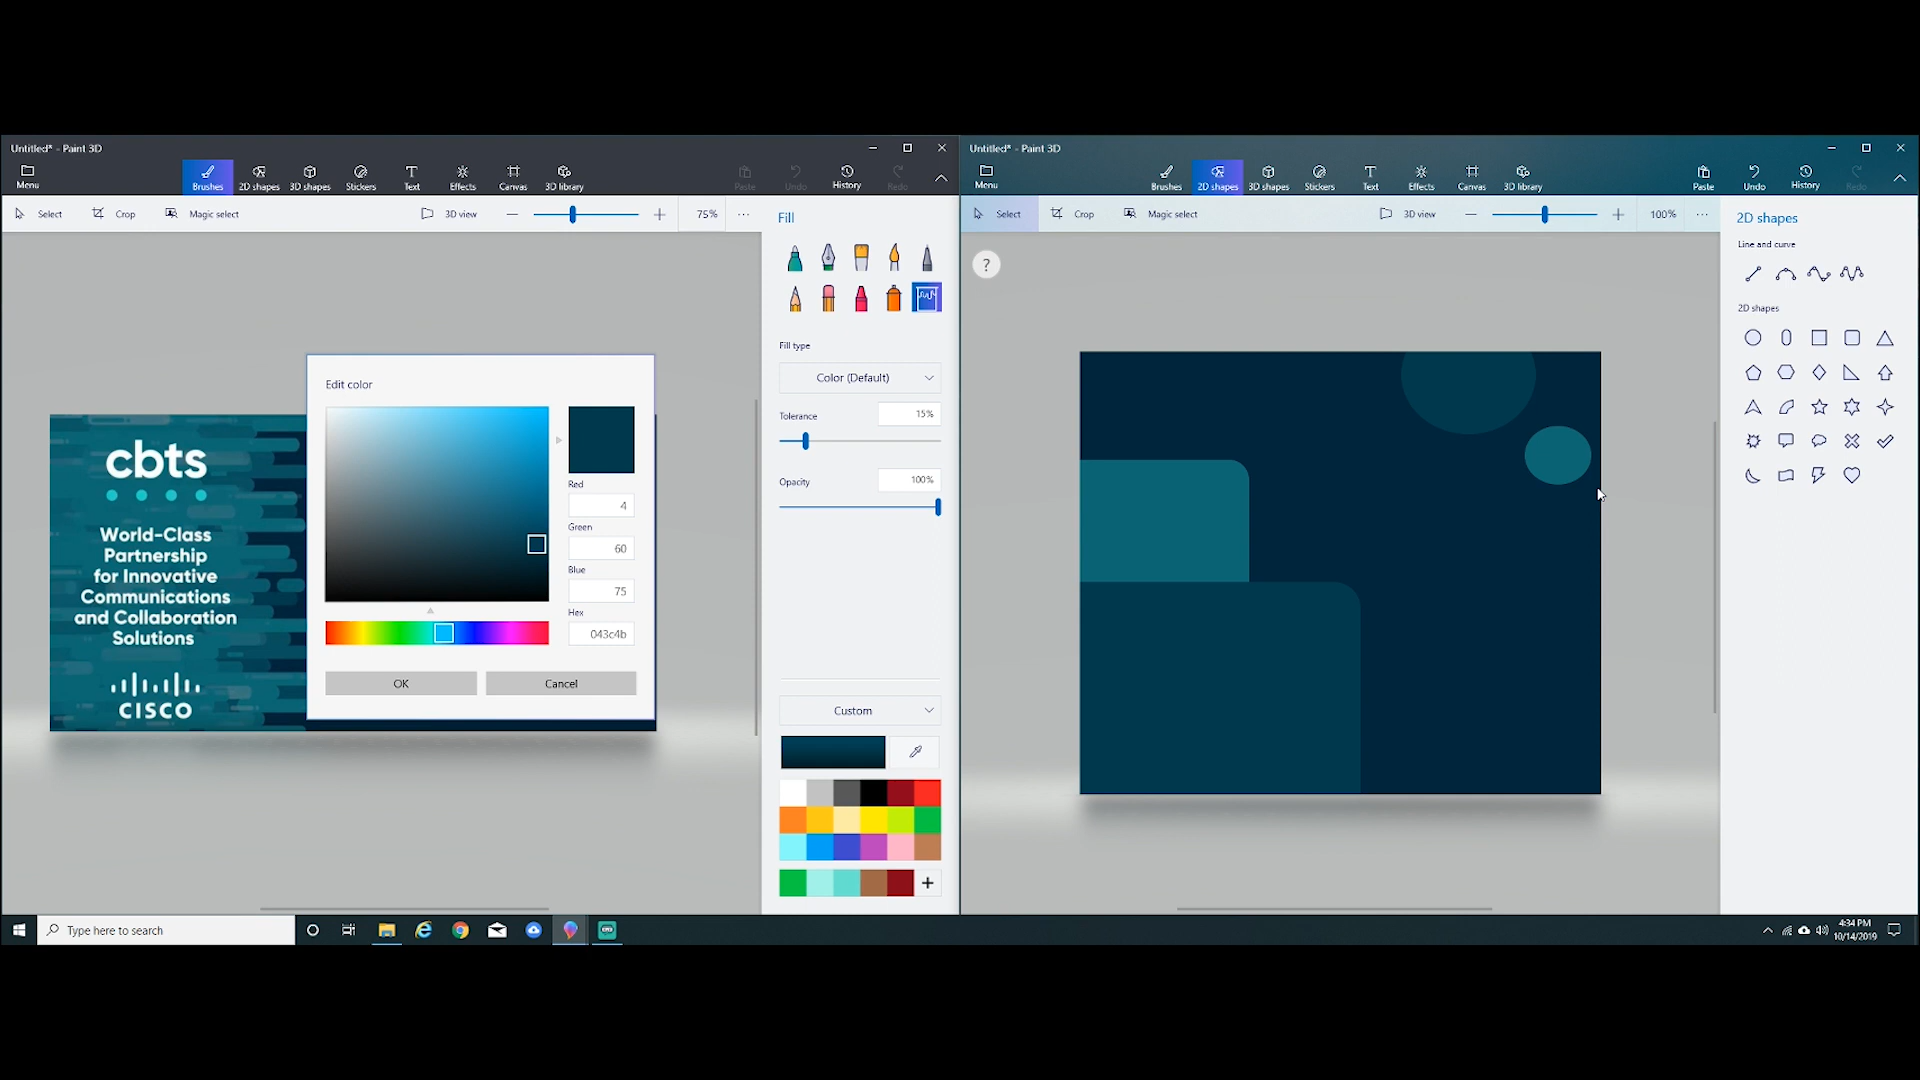 Untitled* - Paint 3D
Menu
Brushes
2D shapes
3D shapes
Stickers
Text
Effects
Canvas
3D library
Paste
Undo
History
Redo
Select
Crop
Magic select
3D view
75%
Fill
Fill type
Color (Default)
Tolerance
15%
Opacity
100%
Custom
cbts
World-Class
Partnership
for Innovative
Communications
and Collaboration
Solutions
CISCO
Edit color
Red
4
Green
60
Blue
75
Hex
043c4b
OK
Cancel
Untitled* - Paint 3D
Menu
Brushes
2D shapes
3D shapes
Stickers
Text
Effects
Canvas
3D library
Paste
Undo
History
Redo
Select
Crop
Magic select
3D view
100%
?
2D shapes
Line and curve
2D shapes
Type here to search
4:34 PM
10/14/2019